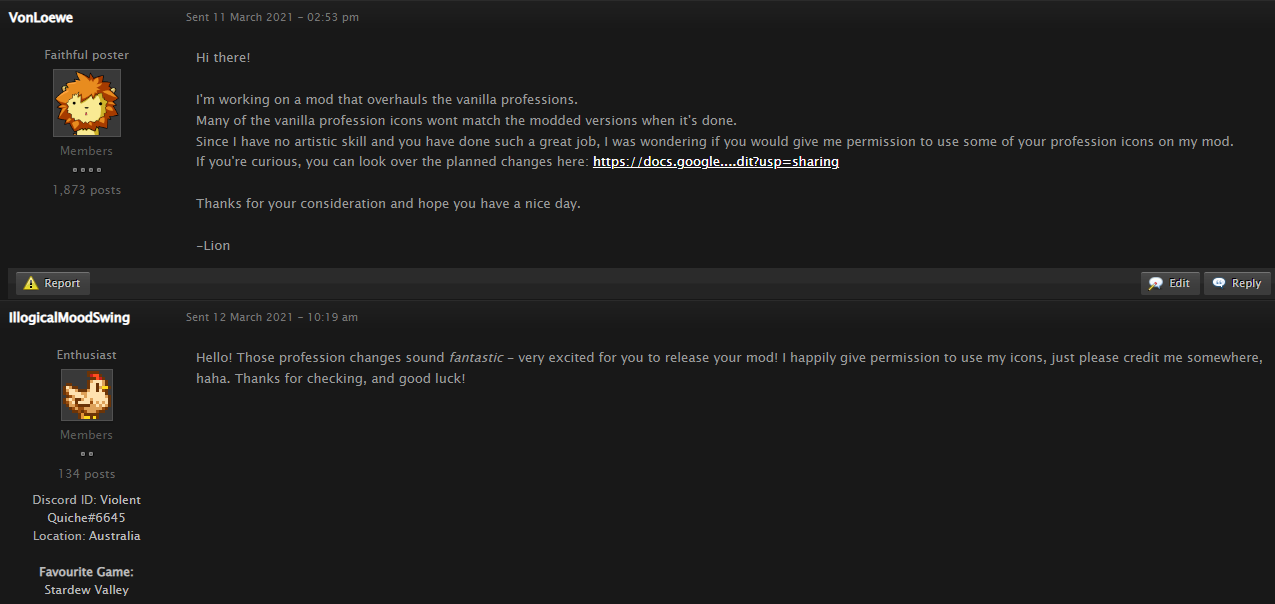 VonLoewe
Sent 11 March 2021 - 02:53 pm
Faithful poster
Members
1,873 posts
Hi there!
I'm working on a mod that overhauls the vanilla professions.
Many of the vanilla profession icons wont match the modded versions when it's done.
Since I have no artistic skill and you have done such a great job, I was wondering if you would give me permission to use some of your profession icons on my mod.
If you're curious, you can look over the planned changes here: https://docs.google....dit?usp=sharing
Thanks for your consideration and hope you have a nice day.
-Lion
Report
Edit
Reply
IllogicalMoodSwing
Sent 12 March 2021 - 10:19 am
Enthusiast
Members
134 posts
Discord ID: Violent
Quiche#6645
Location: Australia
Favourite Game:
Stardew Valley
Hello! Those profession changes sound fantastic - very excited for you to release your mod! I happily give permission to use my icons, just please credit me somewhere,
haha. Thanks for checking, and good luck!